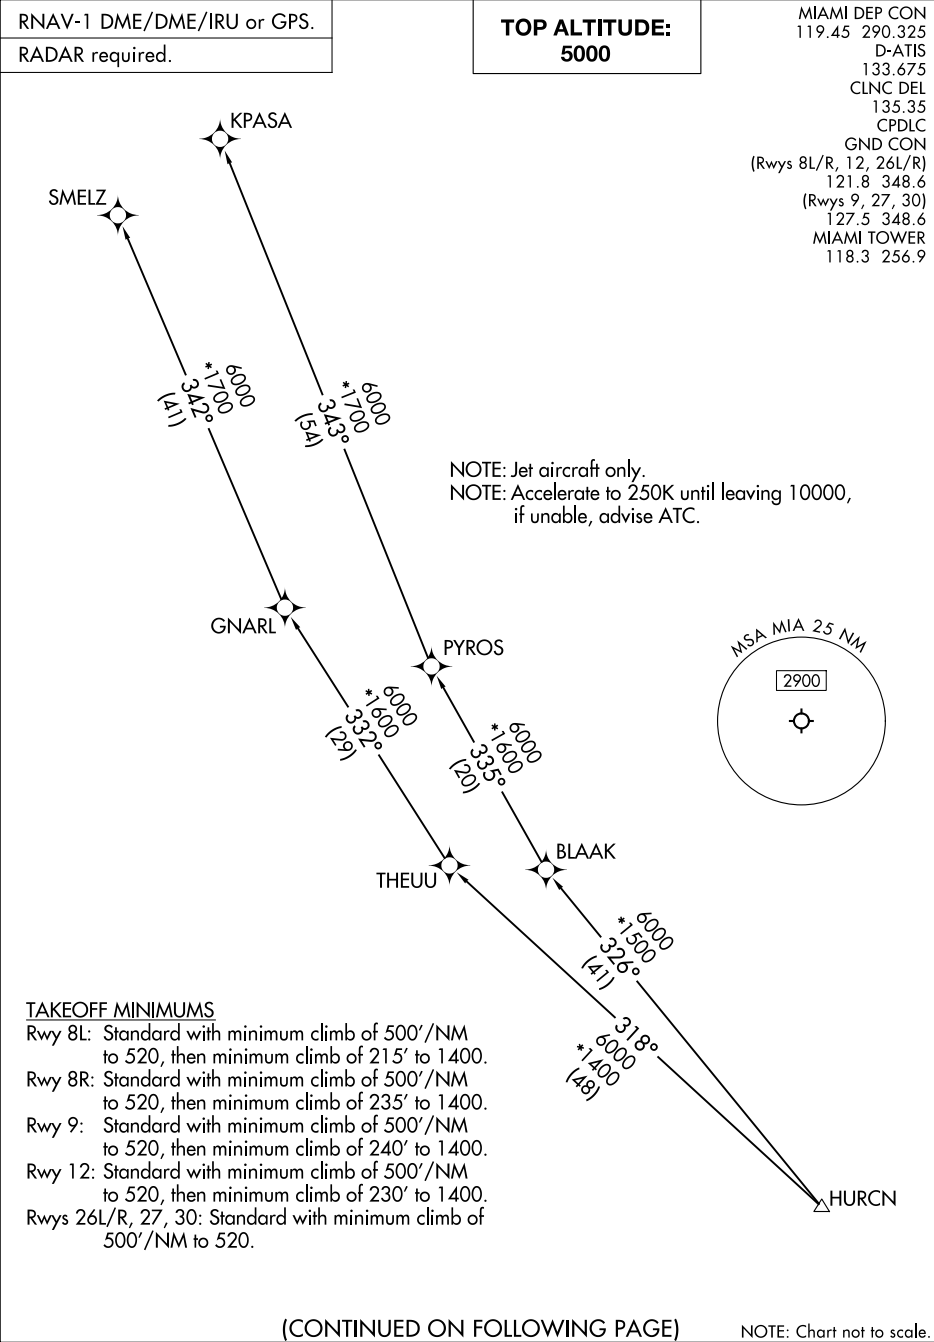 RNAV-1 DME/DME/IRU or GPS.
RADAR required.
TOP ALTITUDE:
5000
MIAMI DEP CON
119.45 290.325
D-ATIS
133.675
CLNC DEL
135.35
CPDLC
GND CON
(Rwys 8L/R, 12, 26L/R)
121.8 348.6
(Rwys 9, 27, 30)
127.5 348.6
MIAMI TOWER
118.3 256.9
KPASA
SMELZ
6000
*1700
342°
(41)
6000
*1700
343°
(54)
NOTE: Jet aircraft only.
NOTE: Accelerate to 250K until leaving 10000,
if unable, advise ATC.
GNARL
PYROS
MSA MIA 25 NM
2900
6000
*1600
332°
(29)
6000
*1600
335°
(20)
THEUU
BLAAK
6000
*1500
326°
(41)
318°
6000
*1400
(48)
TAKEOFF MINIMUMS
Rwy 8L: Standard with minimum climb of 500'/NM
to 520, then minimum climb of 215' to 1400.
Rwy 8R: Standard with minimum climb of 500'/NM
to 520, then minimum climb of 235' to 1400.
Rwy 9: Standard with minimum climb of 500'/NM
to 520, then minimum climb of 240' to 1400.
Rwy 12: Standard with minimum climb of 500'/NM
to 520, then minimum climb of 230' to 1400.
Rwys 26L/R, 27, 30: Standard with minimum climb of
500'/NM to 520.
HURCN
(CONTINUED ON FOLLOWING PAGE)
NOTE: Chart not to scale.